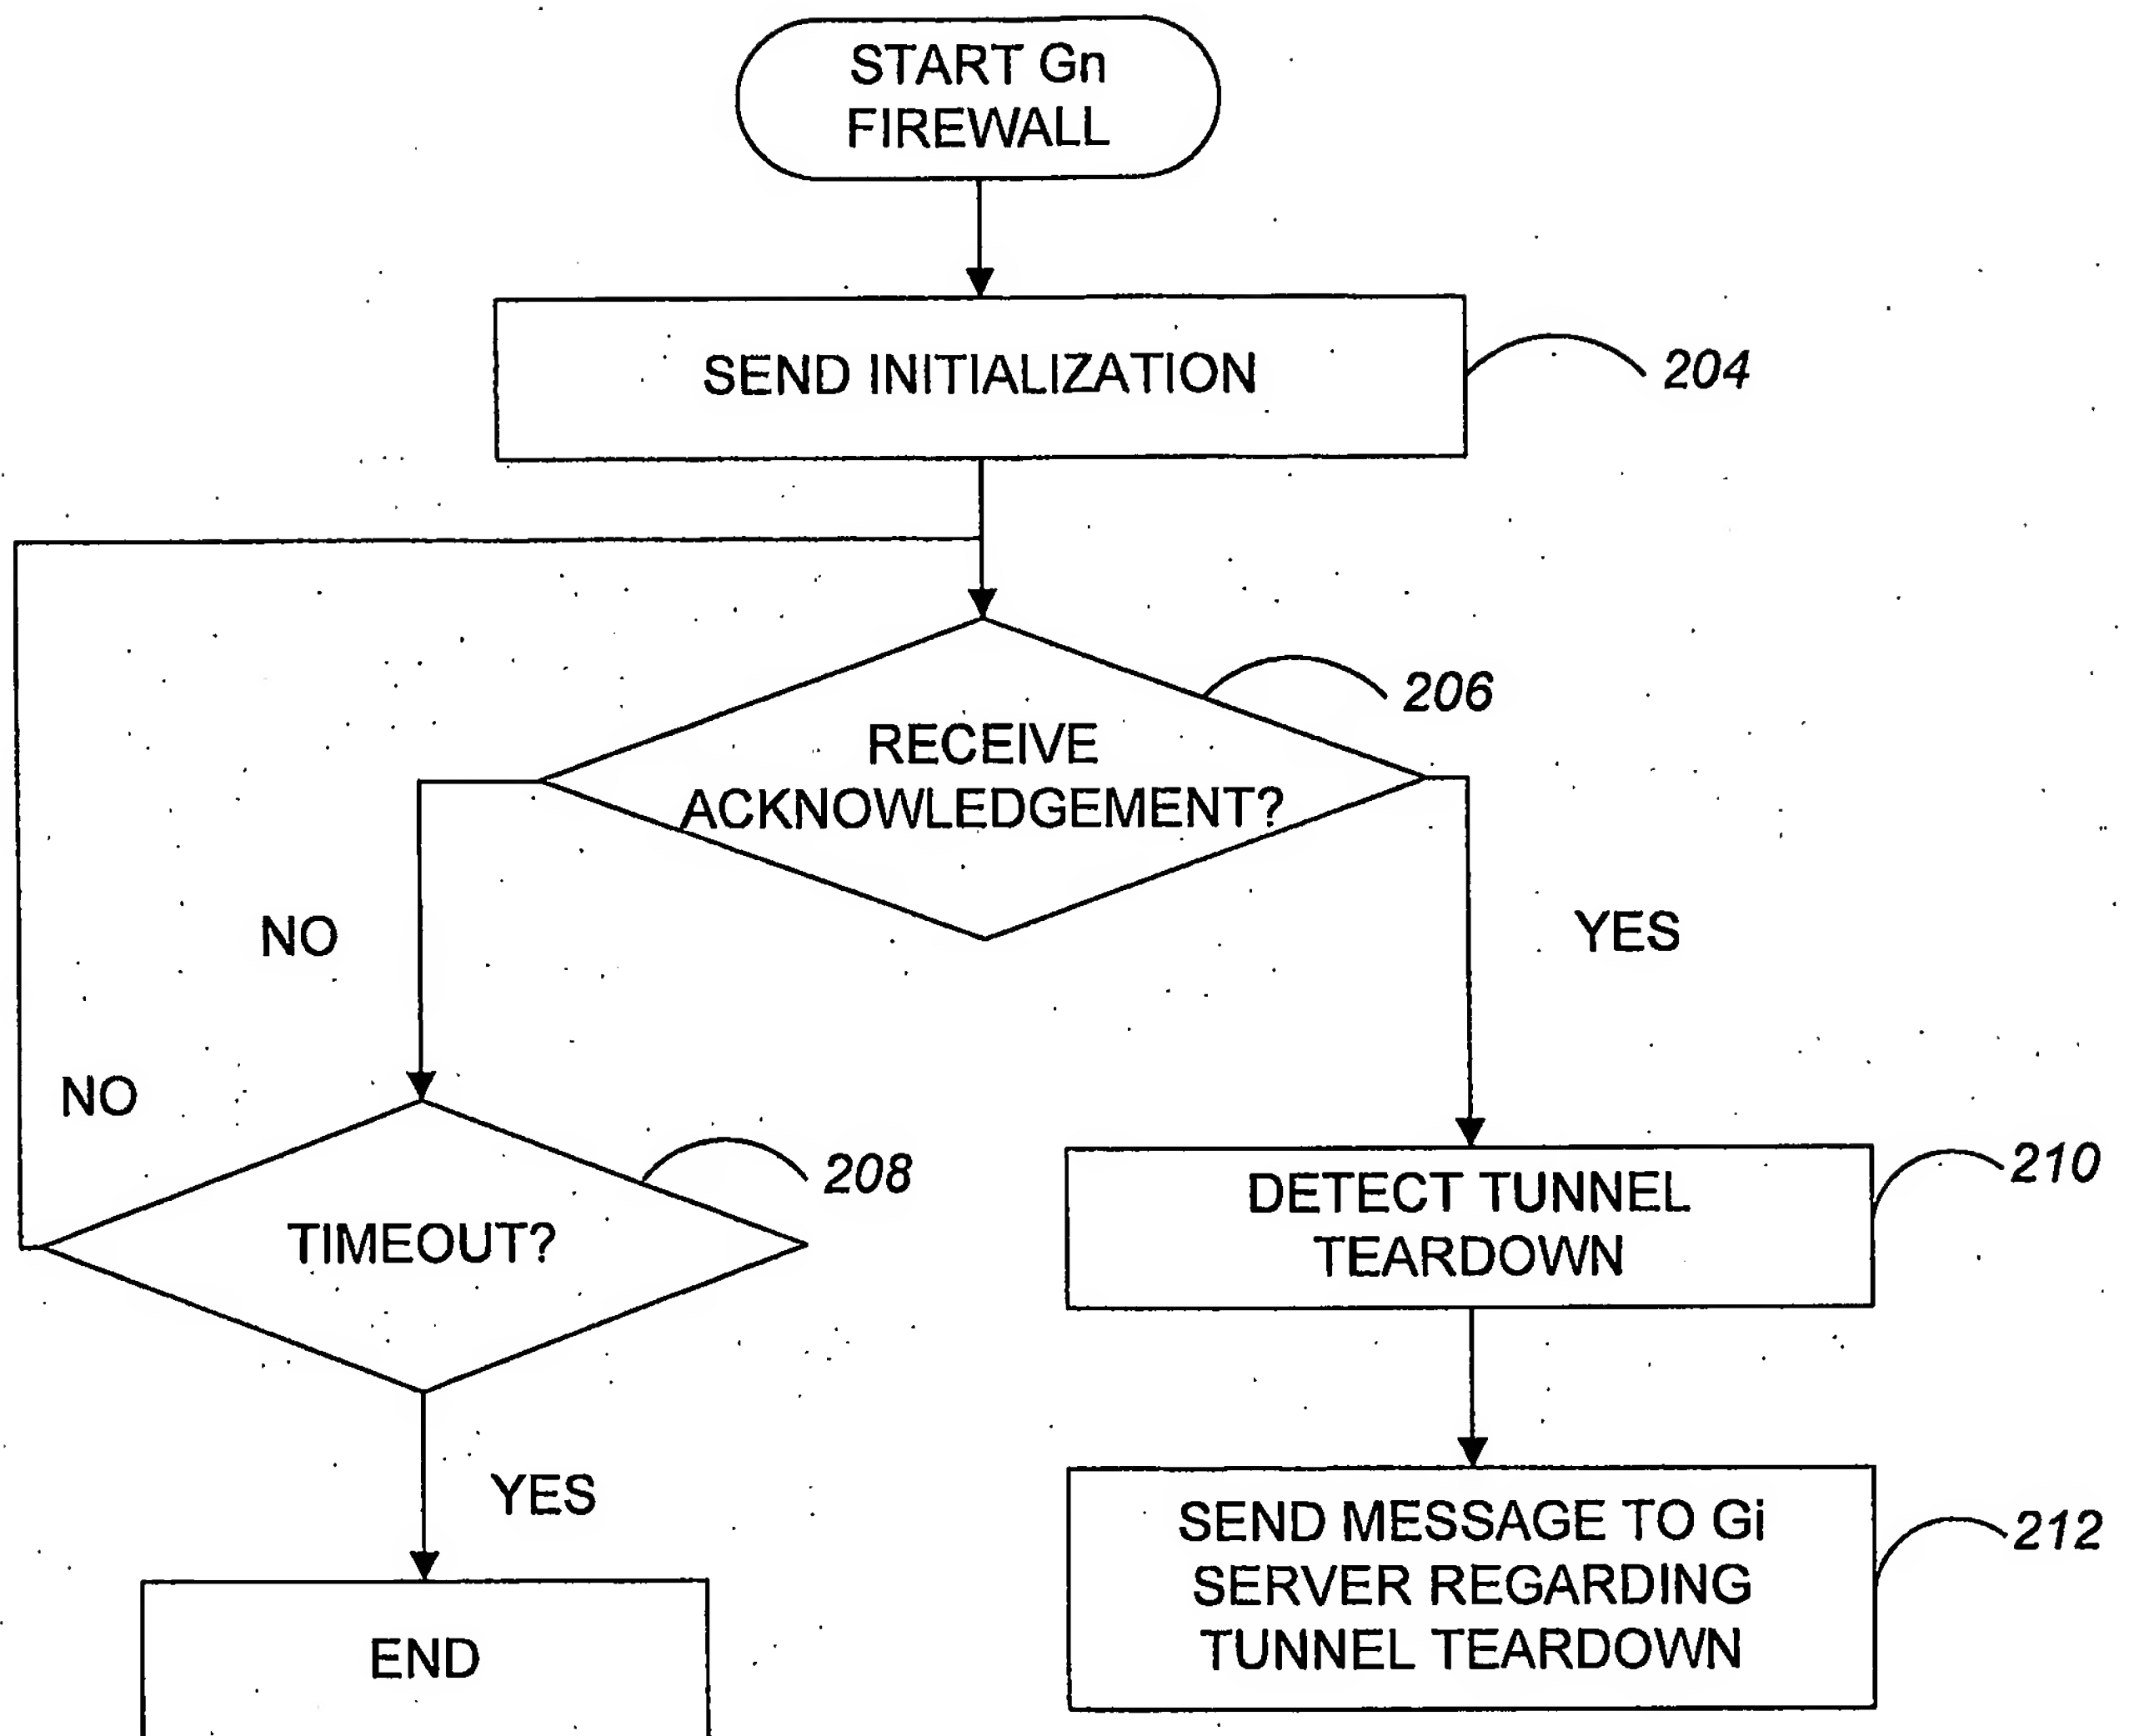 START Gn
FIREWALL
SEND INITIALIZATION
204
206
RECEIVE
ACKNOWLEDGEMENT?
NO
YES
NO
208
210
DETECT TUNNEL
TEARDOWN
TIMEOUT?
YES
212
SEND MESSAGE TO Gi
SERVER REGARDING
TUNNEL TEARDOWN
END